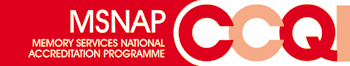 MSNAP
MEMORY SERVICES NATIONAL
ACCREDITATION PROGRAMME
CCQI